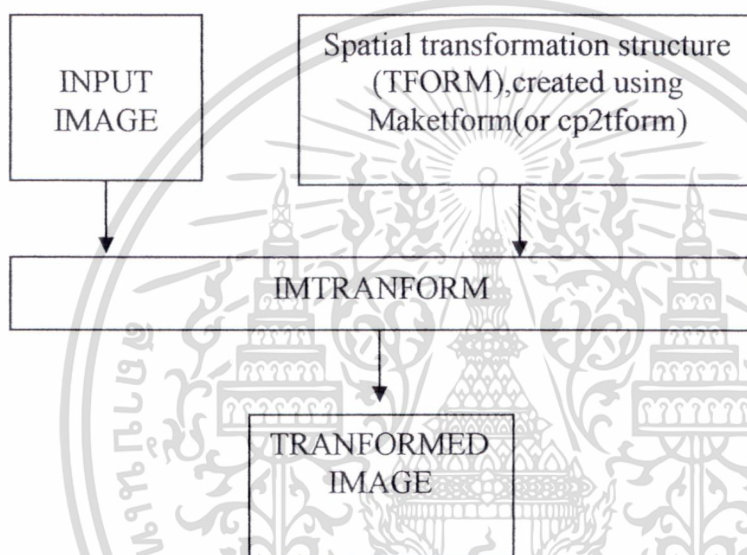 INPUT
IMAGE
Spatial transformation structure
(TFORM),created using
Maketform(or cp2tform)
IMTRANFORM
TRANFORMED
IMAGE